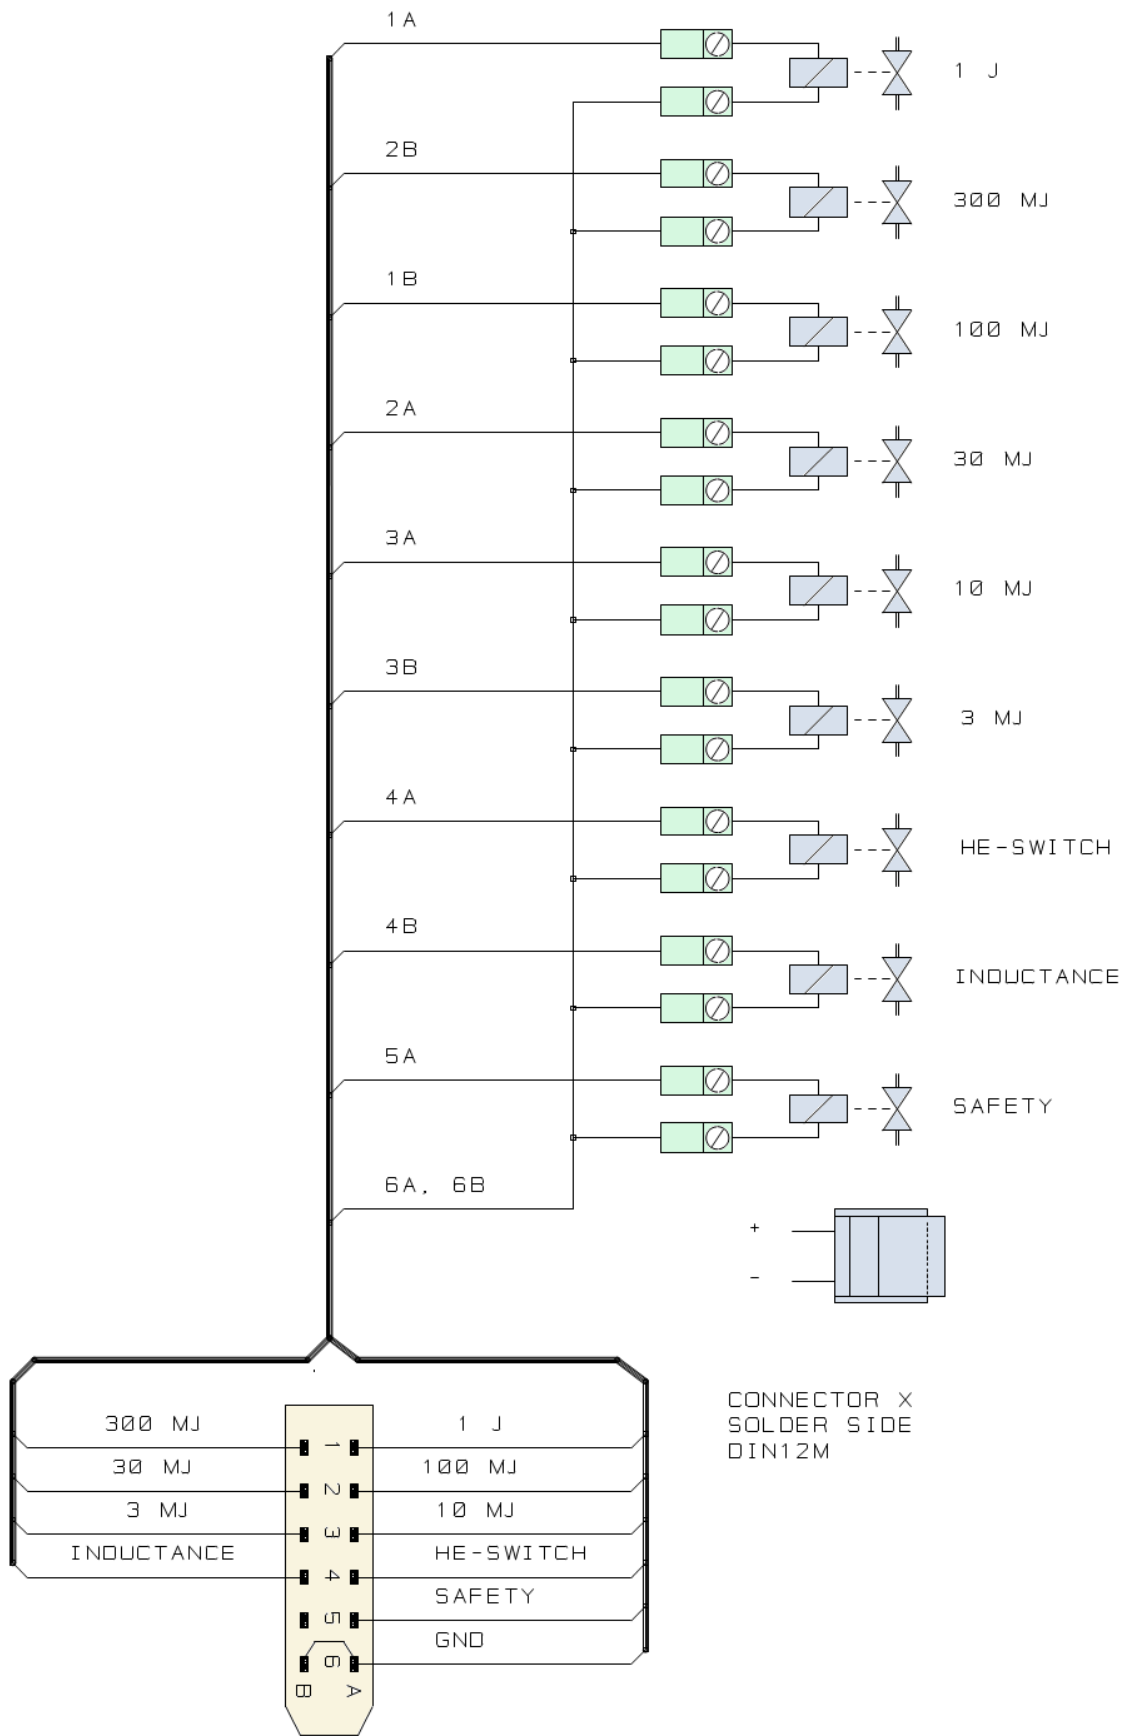 1A
1 J
2B
300 MJ
1B
100 MJ
2A
30 MJ
3A
10 MJ
3B
3 MJ
4A
HE-SWITCH
4B
INDUCTANCE
5A
SAFETY
6A, 6B
+
-
CONNECTOR X
SOLDER SIDE
DIN12M
300 MJ 1 1 J
30 MJ 2 100 MJ
3 MJ 3 10 MJ
INDUCTANCE 4 HE-SWITCH
5 SAFETY
6 GND
B A